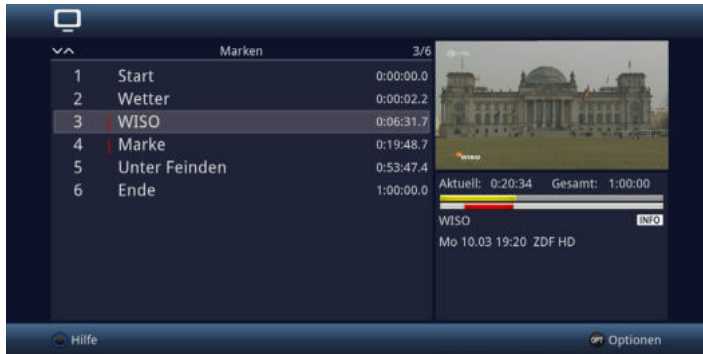 Marken 3/6
1 Start 0:00:00.0
2 Wetter 0:00:02.2
3 WISO 0:06:31.7
4 Marke 0:19:48.7
5 Unter Feinden 0:53:47.4
6 Ende 1:00:00.0
WISO
Aktuell: 0:20:34 Gesamt: 1:00:00
WISO INFO
Mo 10.03 19:20 ZDF HD
Hilfe
OPT Optionen